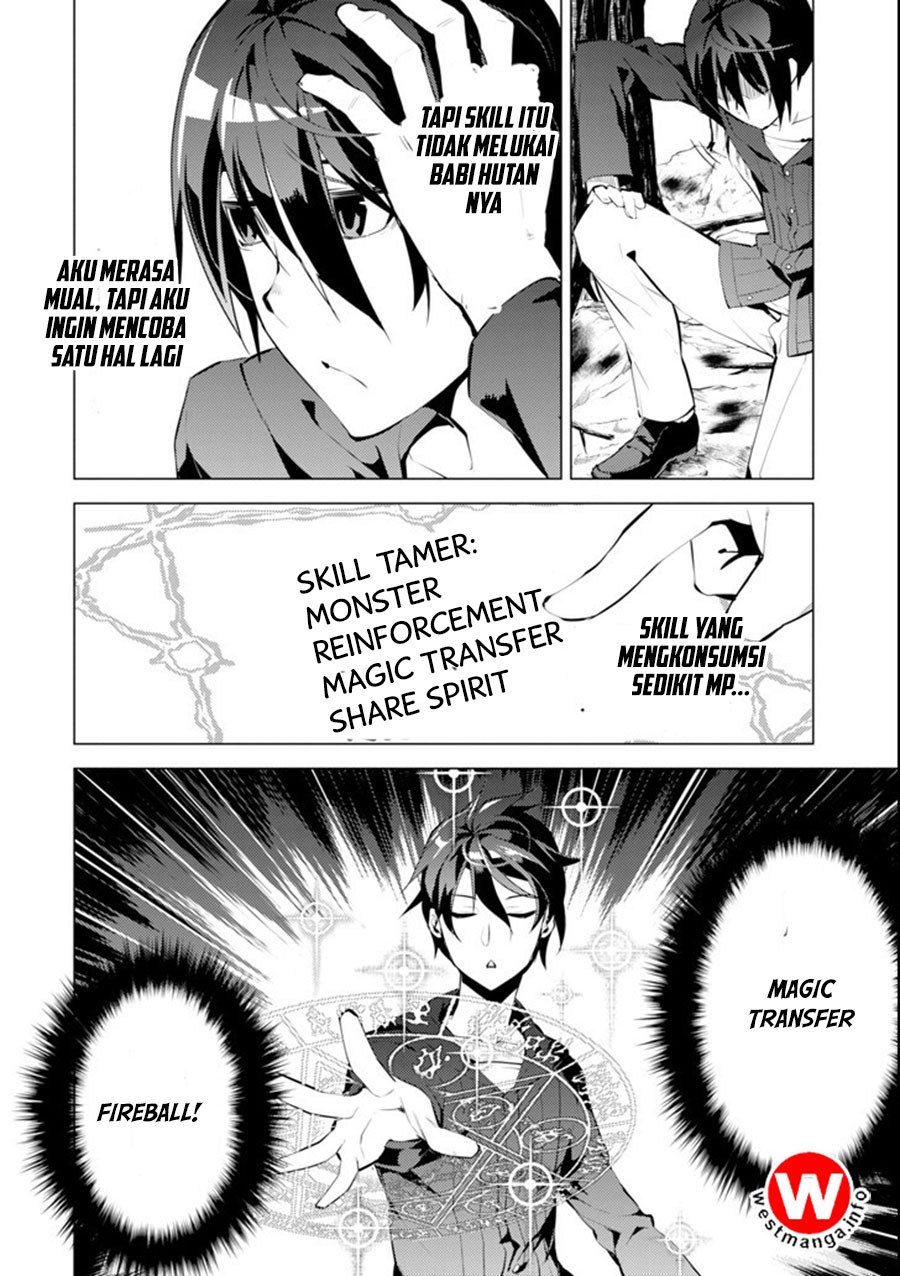 TAPI SKILL ITU
TIDAK MELUKAI
BABI HUTAN
NYA
AKU MERASA
MUAL, TAPI AKU
INGIN MENCOBA
SATU HAL LAGI
SKILL TAMER:
MONSTER
REINFORCEMENT
MAGIC TRANSFER
SHARE SPIRIT
SKILL YANG
MENGKONSUMSI
SEDIKIT MP...
MAGIC
TRANSFER
FIREBALL!
W
westmanga.info